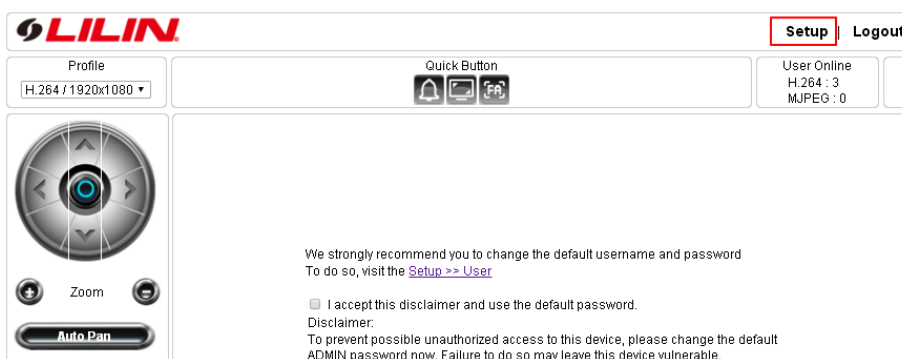 LILIN
Setup | Logout
Profile
Quick Button
User Online
H.264 / 1920x1080
FA
H.264 : 3
MJPEG : 0
We strongly recommend you to change the default username and password
To do so, visit the Setup >> User
Zoom
I accept this disclaimer and use the default password.
Disclaimer:
Auto Pan
To prevent possible unauthorized access to this device, please change the default
ADMIN password now. Failure to do so may leave this device vulnerable.